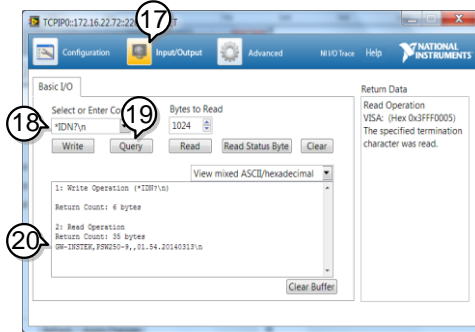 TCPIP0::172.16.22.72::22
17
Configuration Input/Output Advanced NI I/O Trace Help NATIONAL INSTRUMENTS
Basic I/O
Return Data
Select or Enter Co
Bytes to Read
18
*IDN?\n
19
1024
Write Query Read Read Status Byte Clear
Read Operation
VISA: (Hex 0x3FFF0005)
The specified termination
character was read.
View mixed ASCII/hexadecimal
1: Write Operation (*IDN?\n)
Return Count: 6 bytes
2: Read Operation
Return Count: 35 bytes
20
GW-INSTEK,PSW250-9,,01.54.20140313\n
Clear Buffer